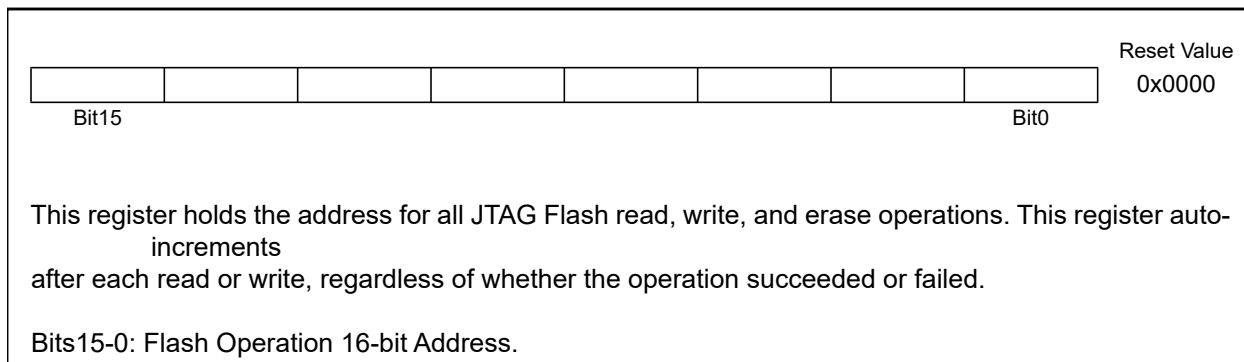 Reset Value
0x0000
Bit15
Bit0
This register holds the address for all JTAG Flash read, write, and erase operations. This register auto-
increments
after each read or write, regardless of whether the operation succeeded or failed.
Bits15-0: Flash Operation 16-bit Address.